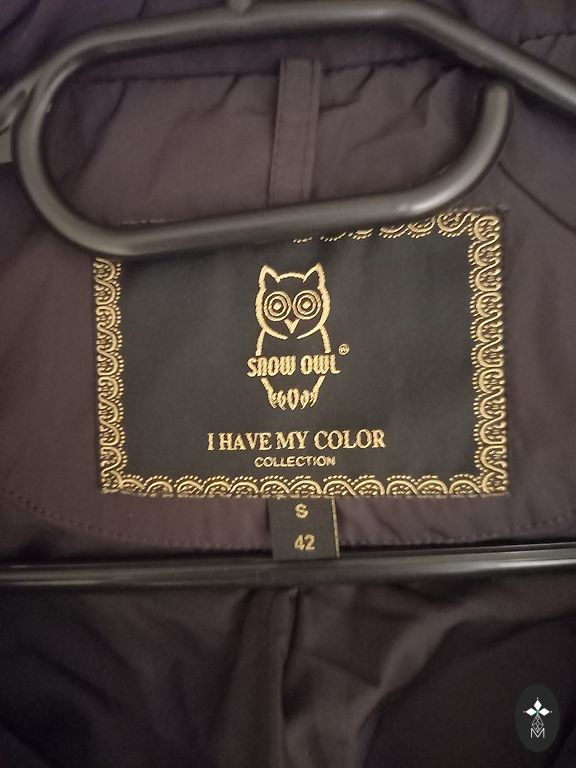 SNOW OWL®
I HAVE MY COLOR
COLLECTION
S
42
M